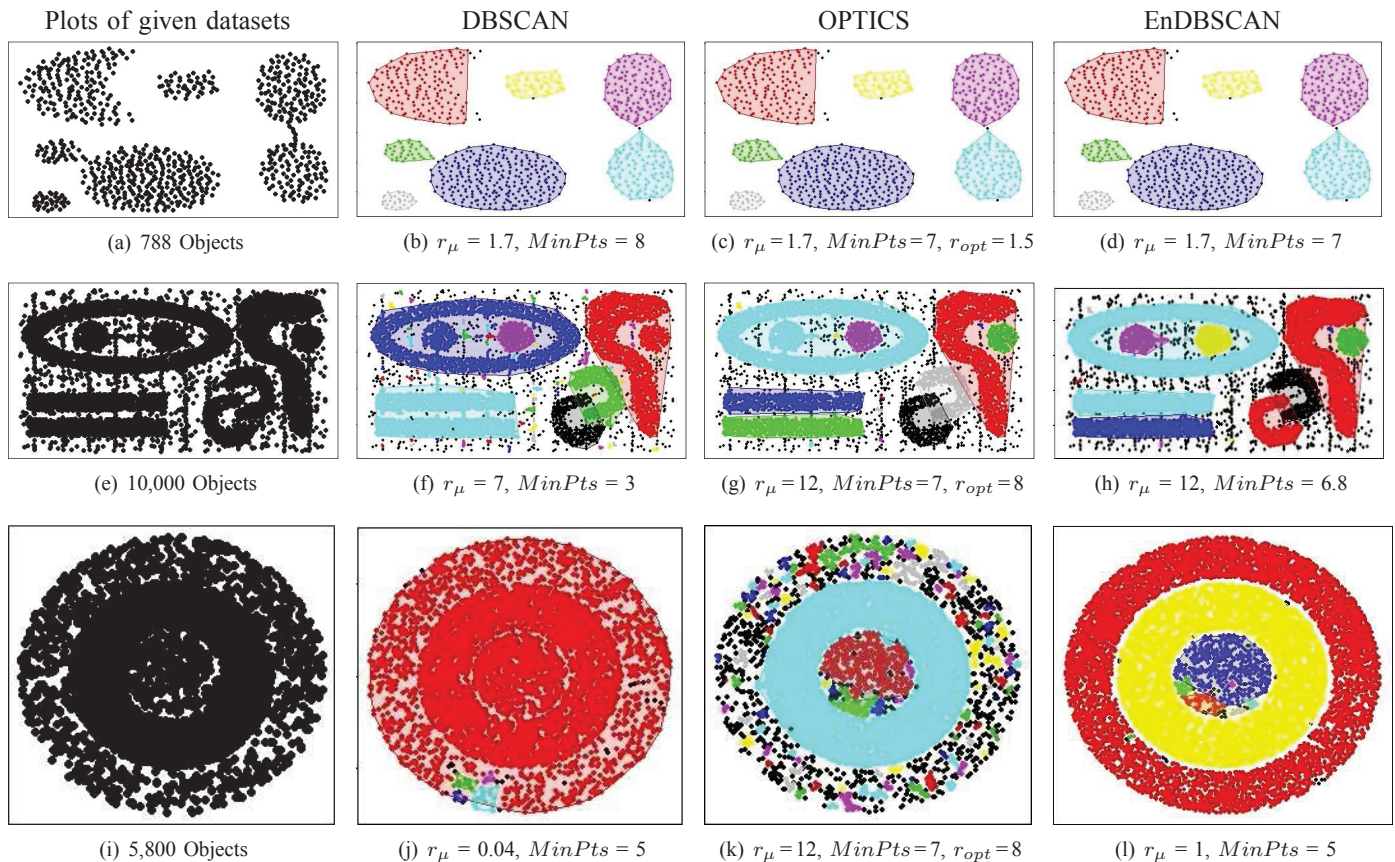 Plots of given datasets DBSCAN OPTICS EnDBSCAN
(a) 788 Objects (b) r_μ = 1.7, MinPts = 8 (c) r_μ=1.7, MinPts=7, r_opt=1.5 (d) r_μ = 1.7, MinPts = 7
(e) 10,000 Objects (f) r_μ = 7, MinPts = 3 (g) r_μ=12, MinPts=7, r_opt=8 (h) r_μ = 12, MinPts = 6.8
(i) 5,800 Objects (j) r_μ = 0.04, MinPts = 5 (k) r_μ=12, MinPts=7, r_opt=8 (l) r_μ = 1, MinPts = 5